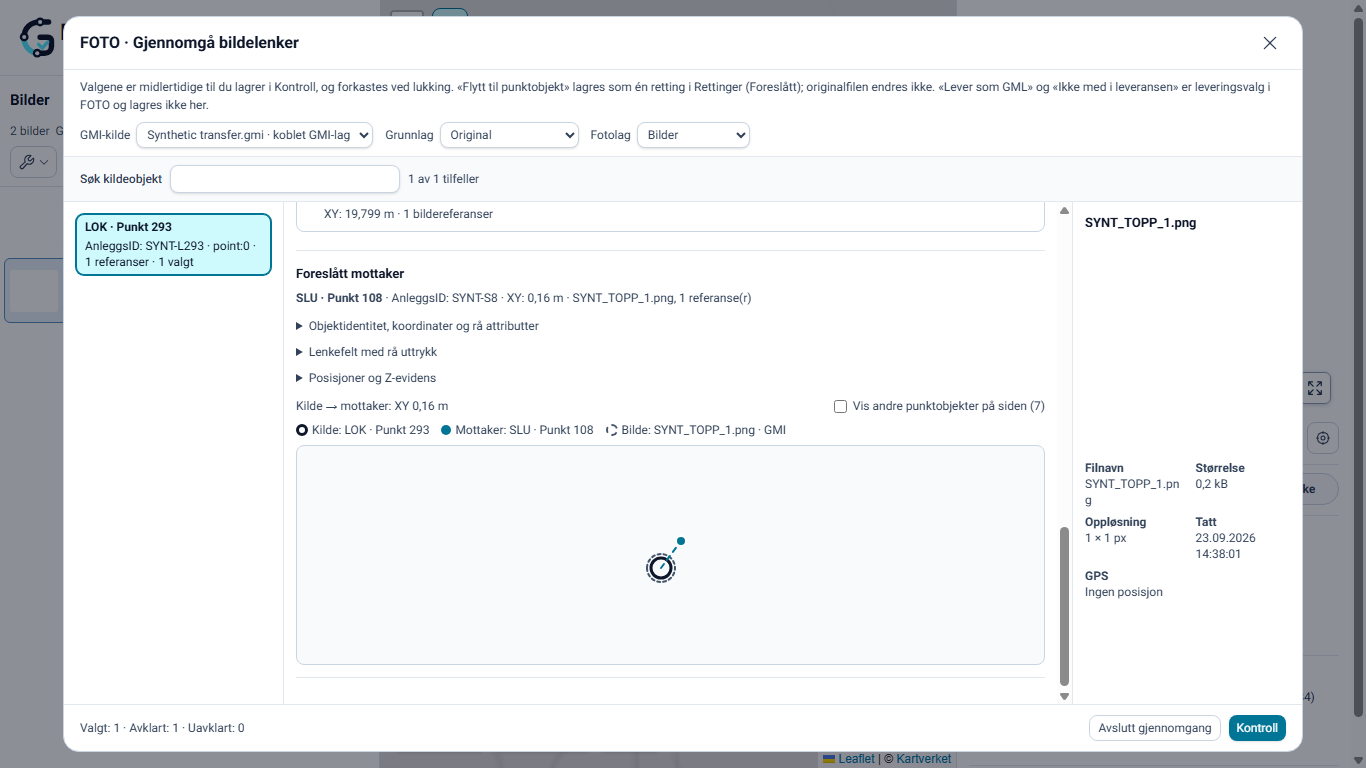 FOTO · Gjennomgå bildelenker
Valgene er midlertidige til du lagrer i Kontroll, og forkastes ved lukking. «Flytt til punktobjekt» lagres som én retting i Rettinger (Foreslått); originalfilen endres ikke. «Lever som GML» og «Ikke med i leveransen» er leveringsvalg i
FOTO og lagres ikke her.
GMI-kilde Synthetic transfer.gmi · koblet GMI-lag Grunnlag Original Fotolag Bilder
Søk kildeobjekt 1 av 1 tilfeller
Bilder
2 bilder G
LOK · Punkt 293
AnleggsID: SYNT-L293 · point:0 ·
1 referanser · 1 valgt
XY: 19,799 m · 1 bildereferanser
Foreslått mottaker
SLU · Punkt 108 · AnleggsID: SYNT-S8 · XY: 0,16 m · SYNT_TOPP_1.png, 1 referanse(r)
Objektidentitet, koordinater og rå attributter
Lenkefelt med rå uttrykk
Posisjoner og Z-evidens
Kilde → mottaker: XY 0,16 m
Vis andre punktobjekter på siden (7)
Kilde: LOK · Punkt 293 Mottaker: SLU · Punkt 108 Bilde: SYNT_TOPP_1.png · GMI
SYNT_TOPP_1.png
Filnavn
SYNT_TOPP_1.pn
g
Størrelse
0,2 kB
Oppløsning
1 × 1 px
Tatt
23.09.2026
14:38:01
GPS
Ingen posisjon
ke
4)
Valgt: 1 · Avklart: 1 · Uavklart: 0
Avslutt gjennomgang
Kontroll
Leaflet | © Kartverket